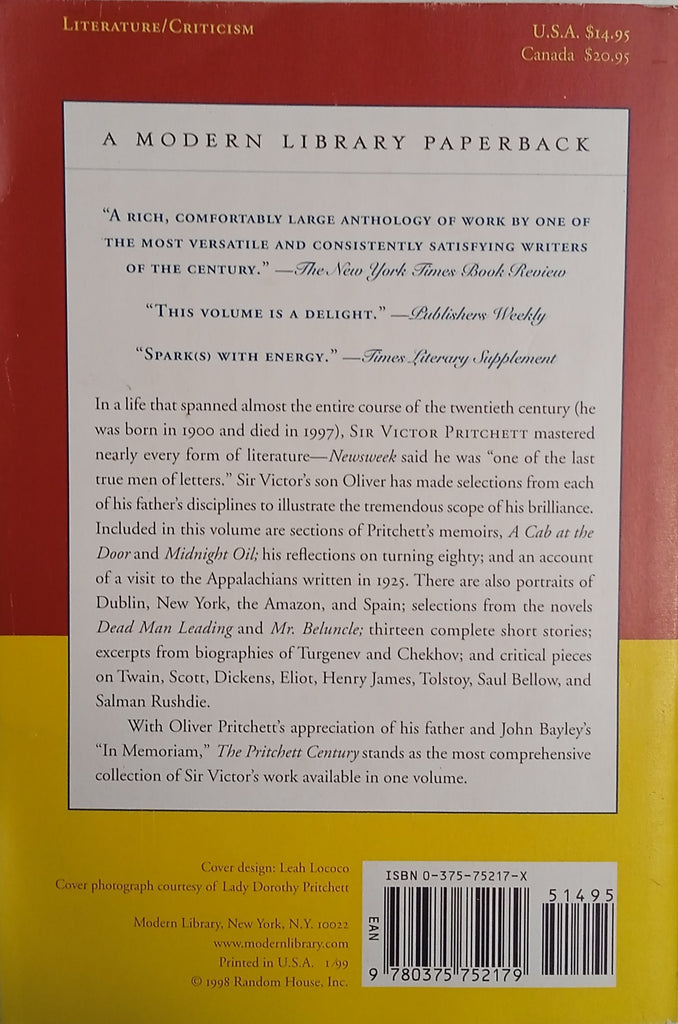 Literature/Criticism
U.S.A. $14.95
Canada $20.95
A MODERN LIBRARY PAPERBACK
“A rich, comfortably large anthology of work by one of
the most versatile and consistently satisfying writers
of the century.” —The New York Times Book Review
“This volume is a delight.” —Publishers Weekly
“Spark(s) with energy.” —Times Literary Supplement
In a life that spanned almost the entire course of the twentieth century (he
was born in 1900 and died in 1997), Sir Victor Pritchett mastered
nearly every form of literature—Newsweek said he was “one of the last
true men of letters.” Sir Victor’s son Oliver has made selections from each
of his father’s disciplines to illustrate the tremendous scope of his brilliance.
Included in this volume are sections of Pritchett’s memoirs, A Cab at the
Door and Midnight Oil; his reflections on turning eighty; and an account
of a visit to the Appalachians written in 1925. There are also portraits of
Dublin, New York, the Amazon, and Spain; selections from the novels
Dead Man Leading and Mr. Beluncle; thirteen complete short stories;
excerpts from biographies of Turgenev and Chekhov; and critical pieces
on Twain, Scott, Dickens, Eliot, Henry James, Tolstoy, Saul Bellow, and
Salman Rushdie.
With Oliver Pritchett’s appreciation of his father and John Bayley’s
“In Memoriam,” The Pritchett Century stands as the most comprehensive
collection of Sir Victor’s work available in one volume.
Cover design: Leah Lococo
Cover photograph courtesy of Lady Dorothy Pritchett
Modern Library, New York, N.Y. 10022
www.modernlibrary.com
Printed in U.S.A. 1/99
© 1998 Random House, Inc.
ISBN 0-375-75217-X
51495
EAN
9 780375 752179